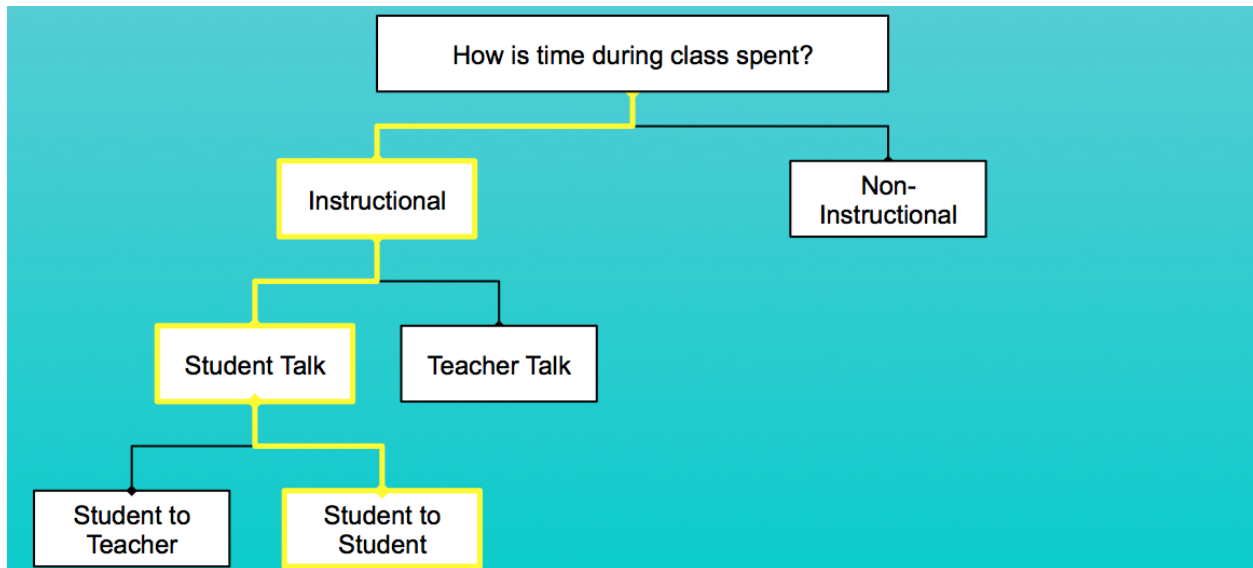 How is time during class spent?
Instructional
Non-
Instructional
Student Talk
Teacher Talk
Student to
Teacher
Student to
Student